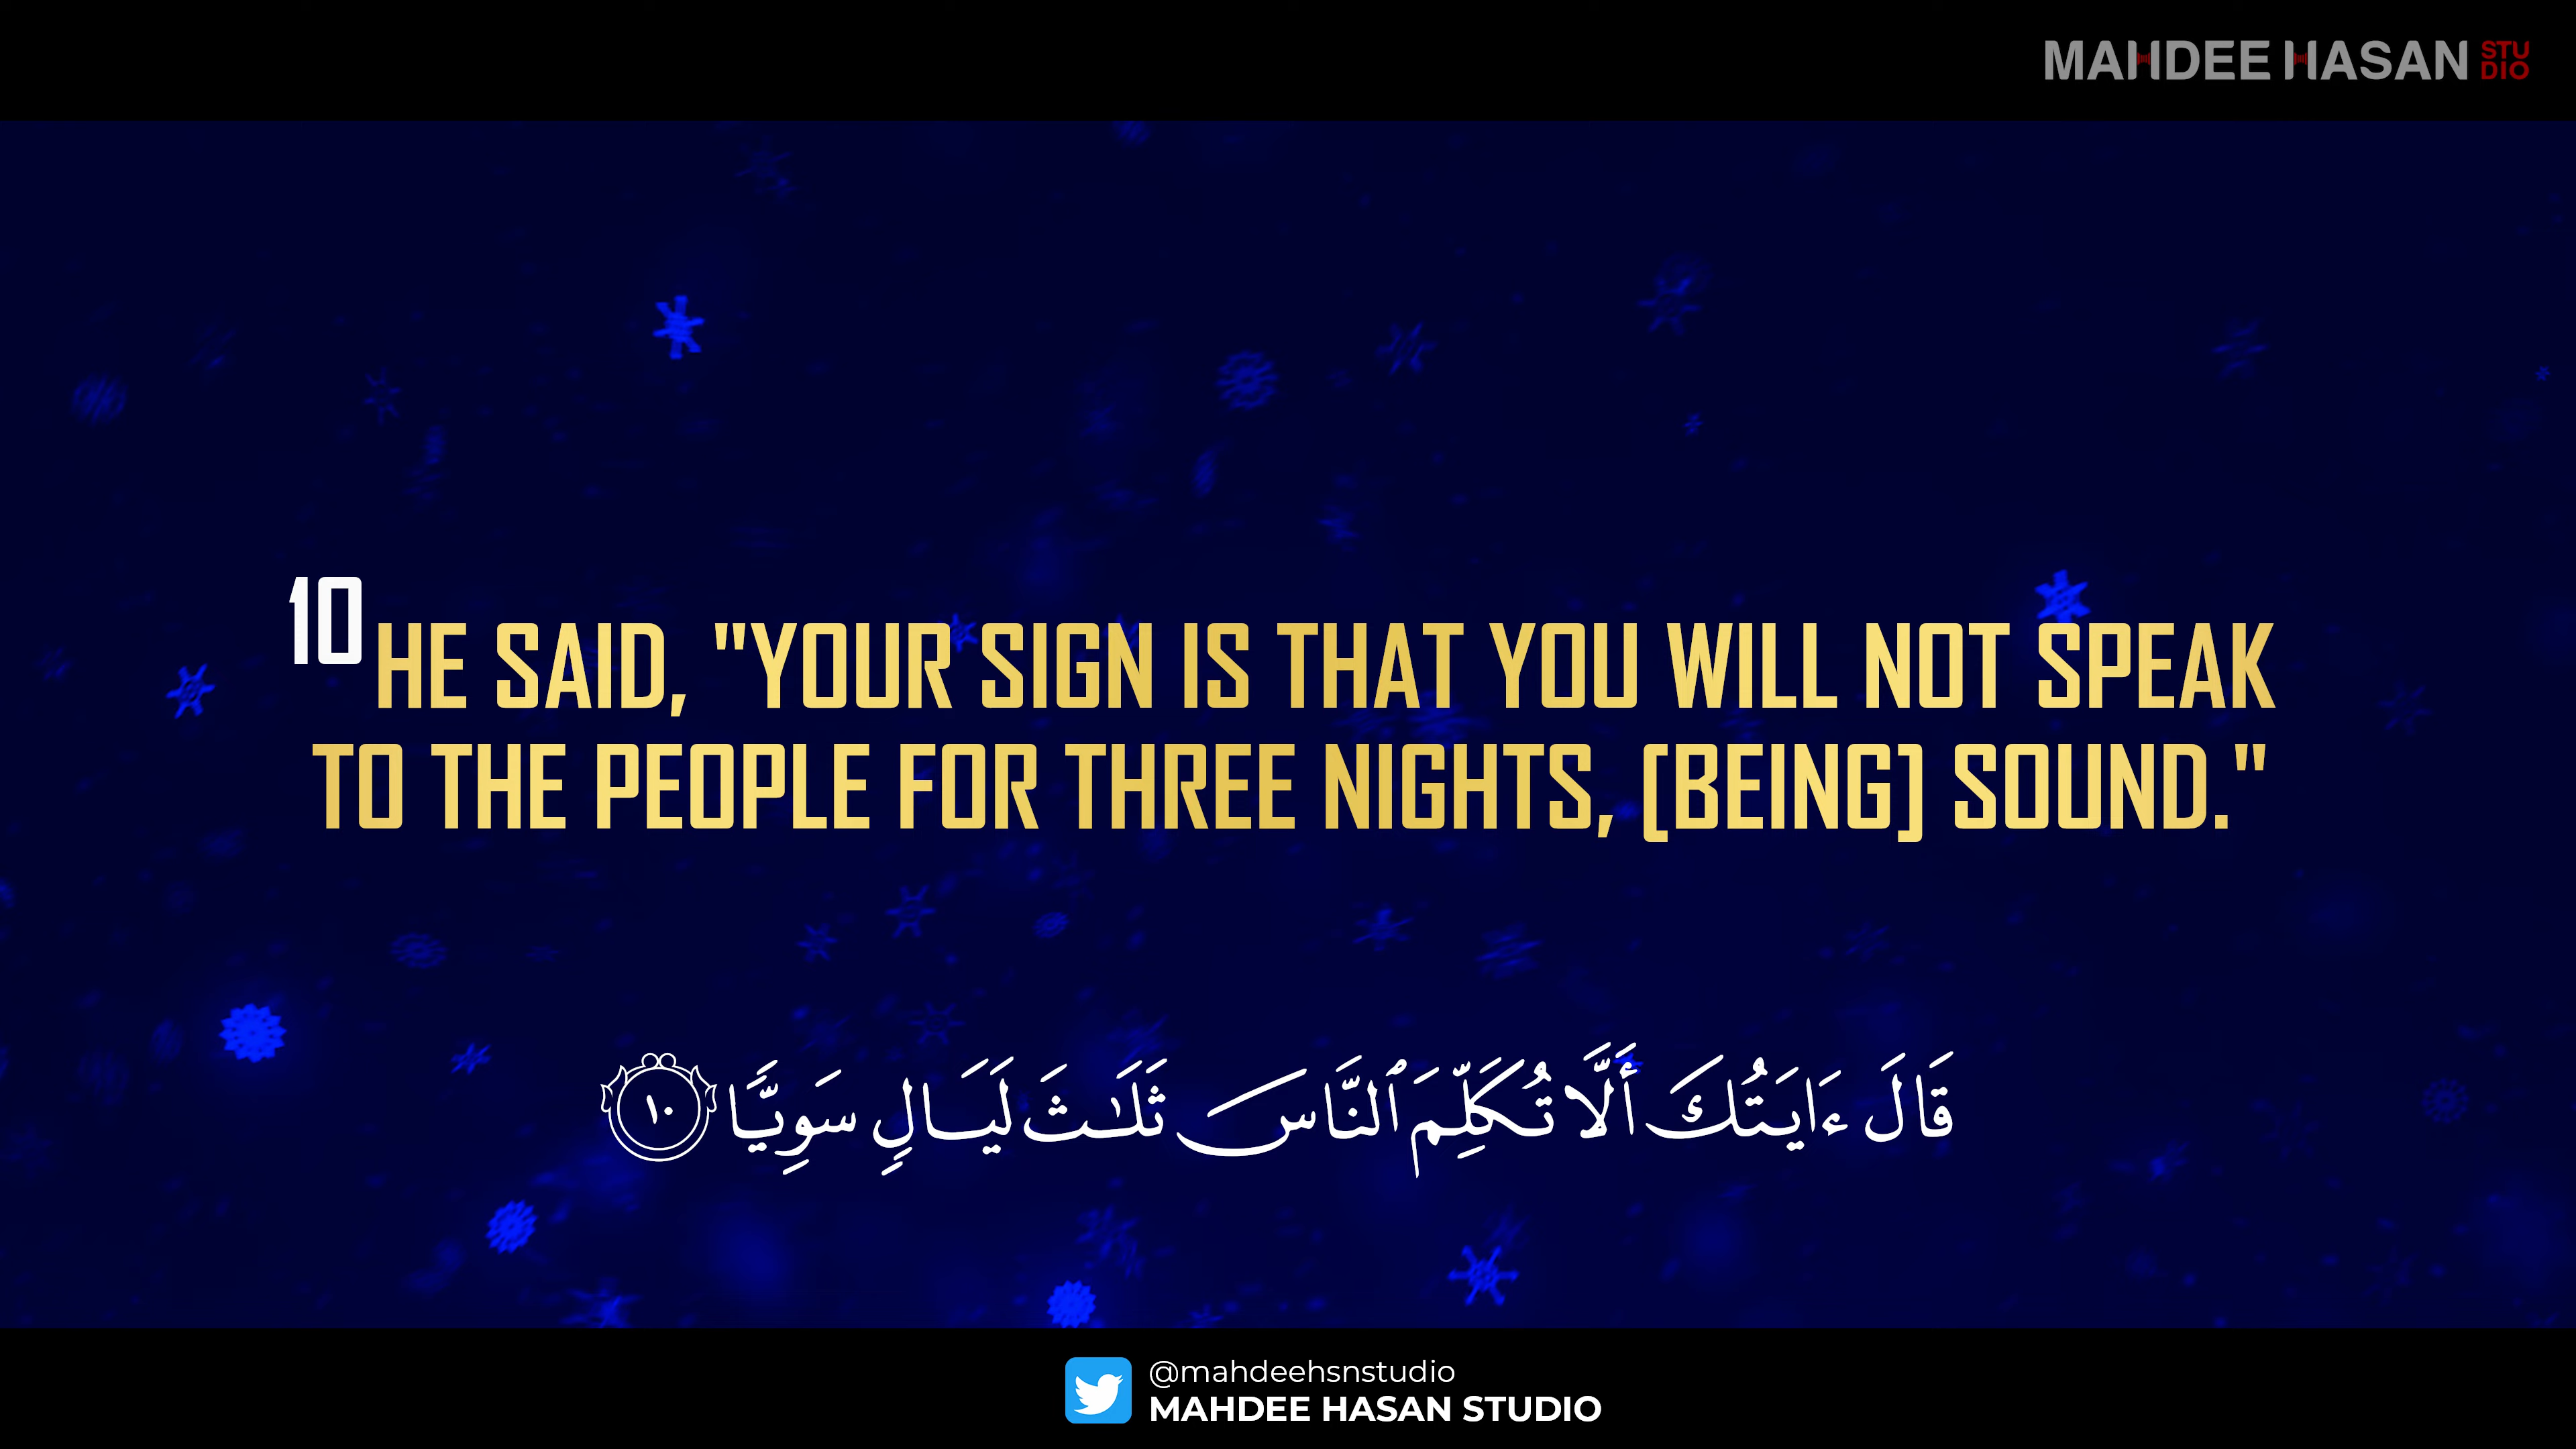 MAHDEE HASAN STUDIO
10 HE SAID, "YOUR SIGN IS THAT YOU WILL NOT SPEAK
TO THE PEOPLE FOR THREE NIGHTS, [BEING] SOUND."
قَالَ ءَايَتُكَ أَلَّا تُكَلِّمَ ٱلنَّاسَ ثَلَـٰثَ لَيَالٍ سَوِيًّا ١٠
@mahdeehsnstudio
MAHDEE HASAN STUDIO